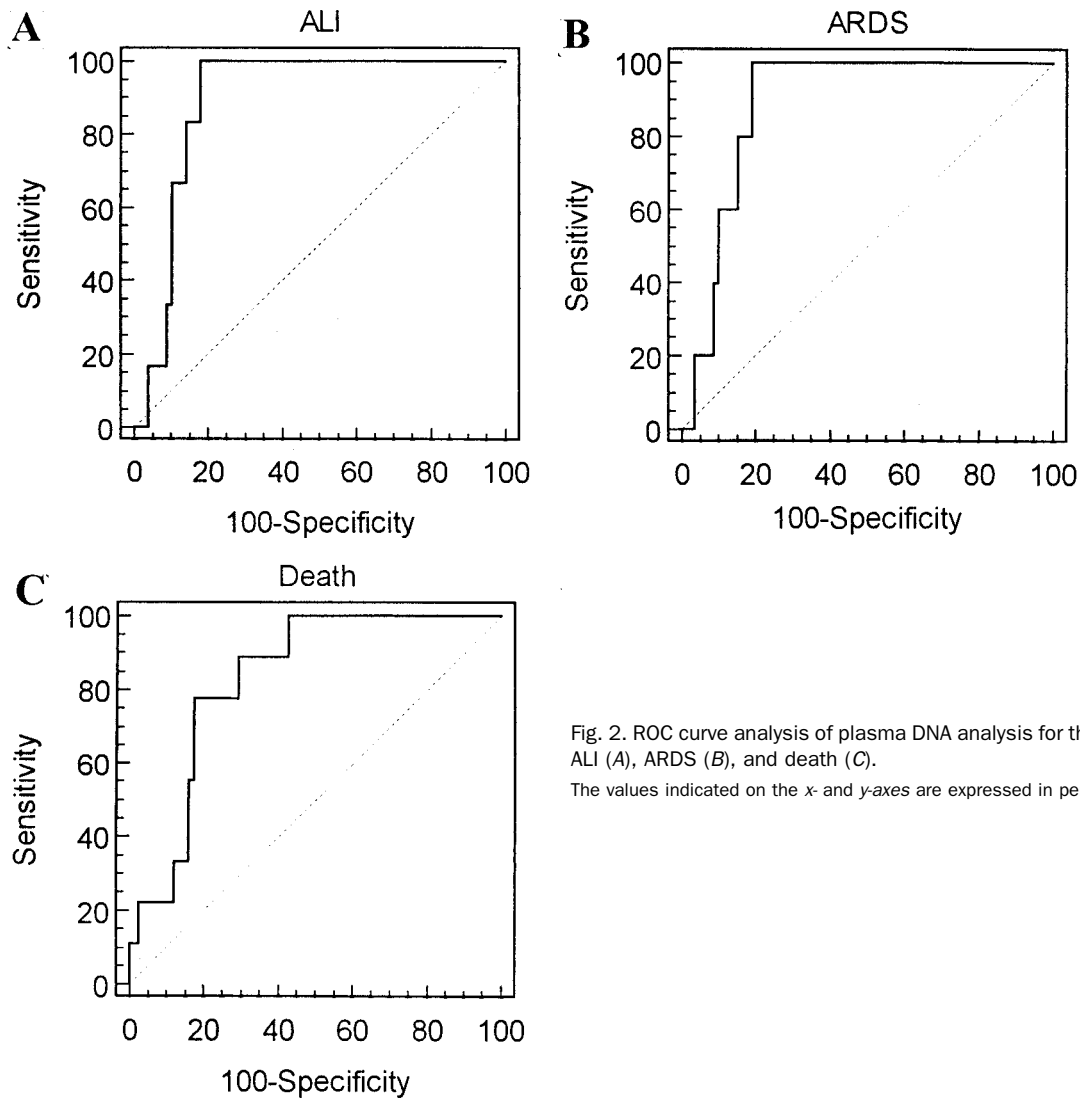 A
ALI
100
80
60
40
20
0
Sensitivity
0 20 40 60 80 100
100-Specificity
B
ARDS
100
80
60
40
20
0
Sensitivity
0 20 40 60 80 100
100-Specificity
C
Death
100
80
60
40
20
0
Sensitivity
0 20 40 60 80 100
100-Specificity
Fig. 2. ROC curve analysis of plasma DNA analysis for th
ALI (A), ARDS (B), and death (C).
The values indicated on the x- and y-axes are expressed in pe